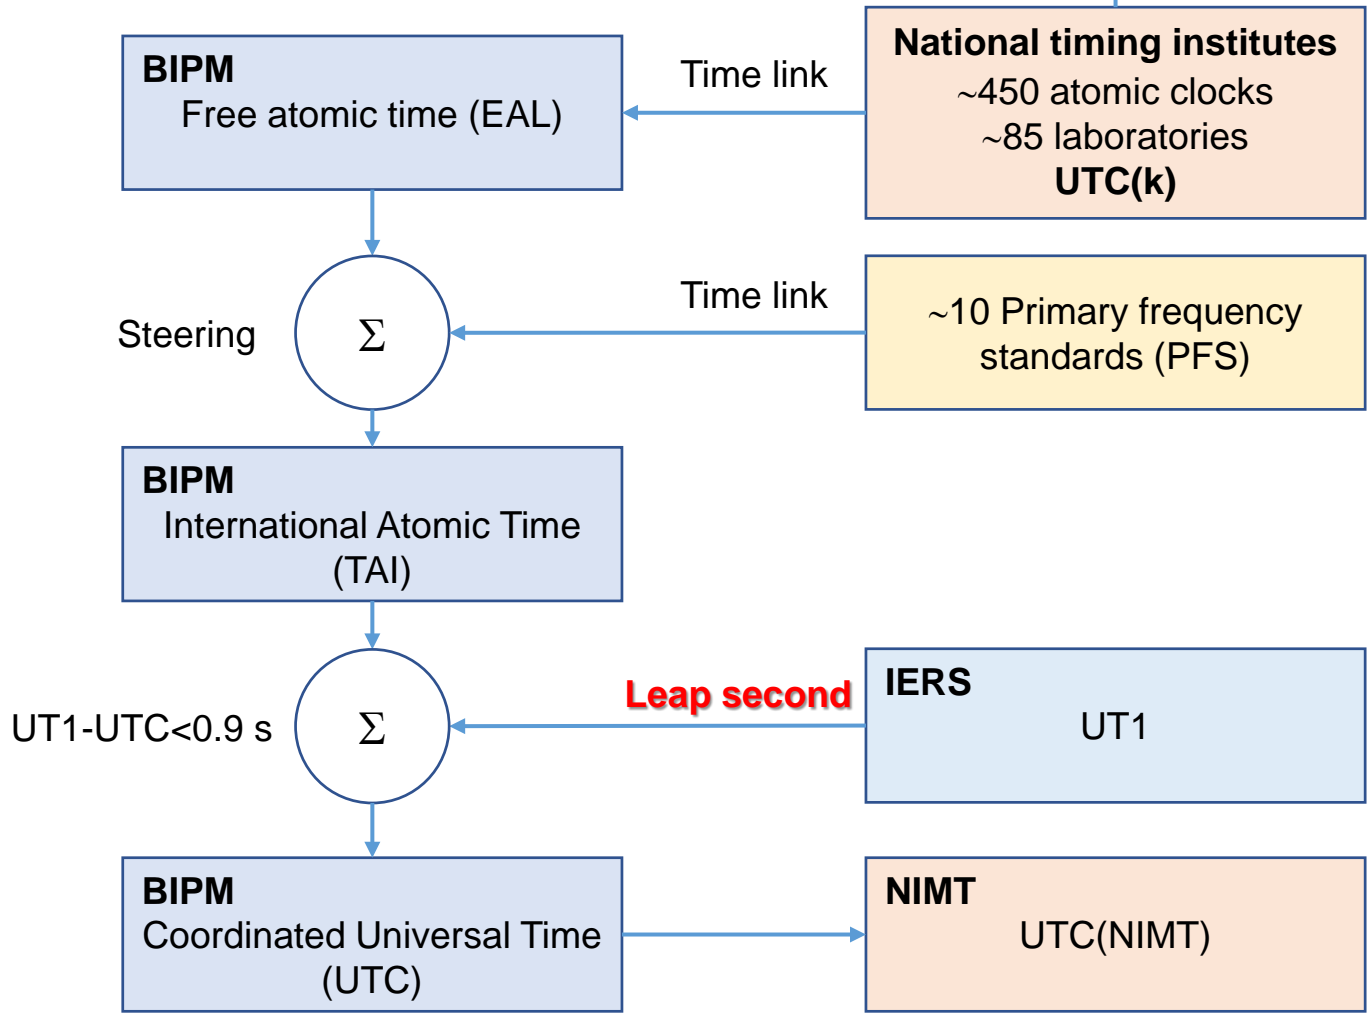 BIPM
Free atomic time (EAL)
Time link
National timing institutes
~450 atomic clocks
~85 laboratories
UTC(k)
Steering
Σ
Time link
~10 Primary frequency
standards (PFS)
BIPM
International Atomic Time
(TAI)
UT1-UTC<0.9 s
Σ
Leap second
IERS
UT1
BIPM
Coordinated Universal Time
(UTC)
NIMT
UTC(NIMT)